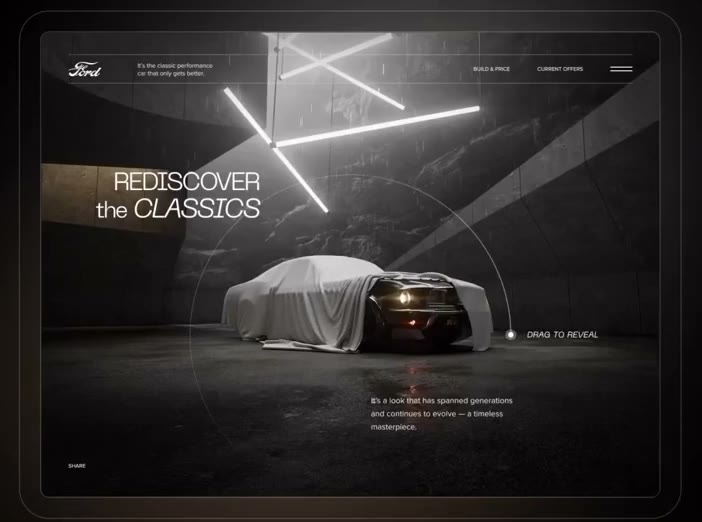 Ford
It's the classic performance
car that only gets better.
BUILD & PRICE
CURRENT OFFERS
REDISCOVER
the CLASSICS
DRAG TO REVEAL
It's a look that has spanned generations
and continues to evolve — a timeless
masterpiece.
SHARE